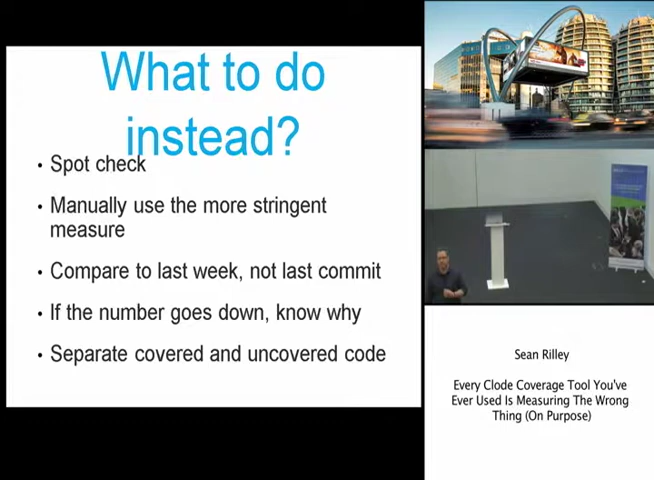 What to do
instead?
• Spot check
• Manually use the more stringent
measure
• Compare to last week, not last commit
• If the number goes down, know why
• Separate covered and uncovered code
Sean Rilley
Every Clode Coverage Tool You've
Ever Used Is Measuring The Wrong
Thing (On Purpose)